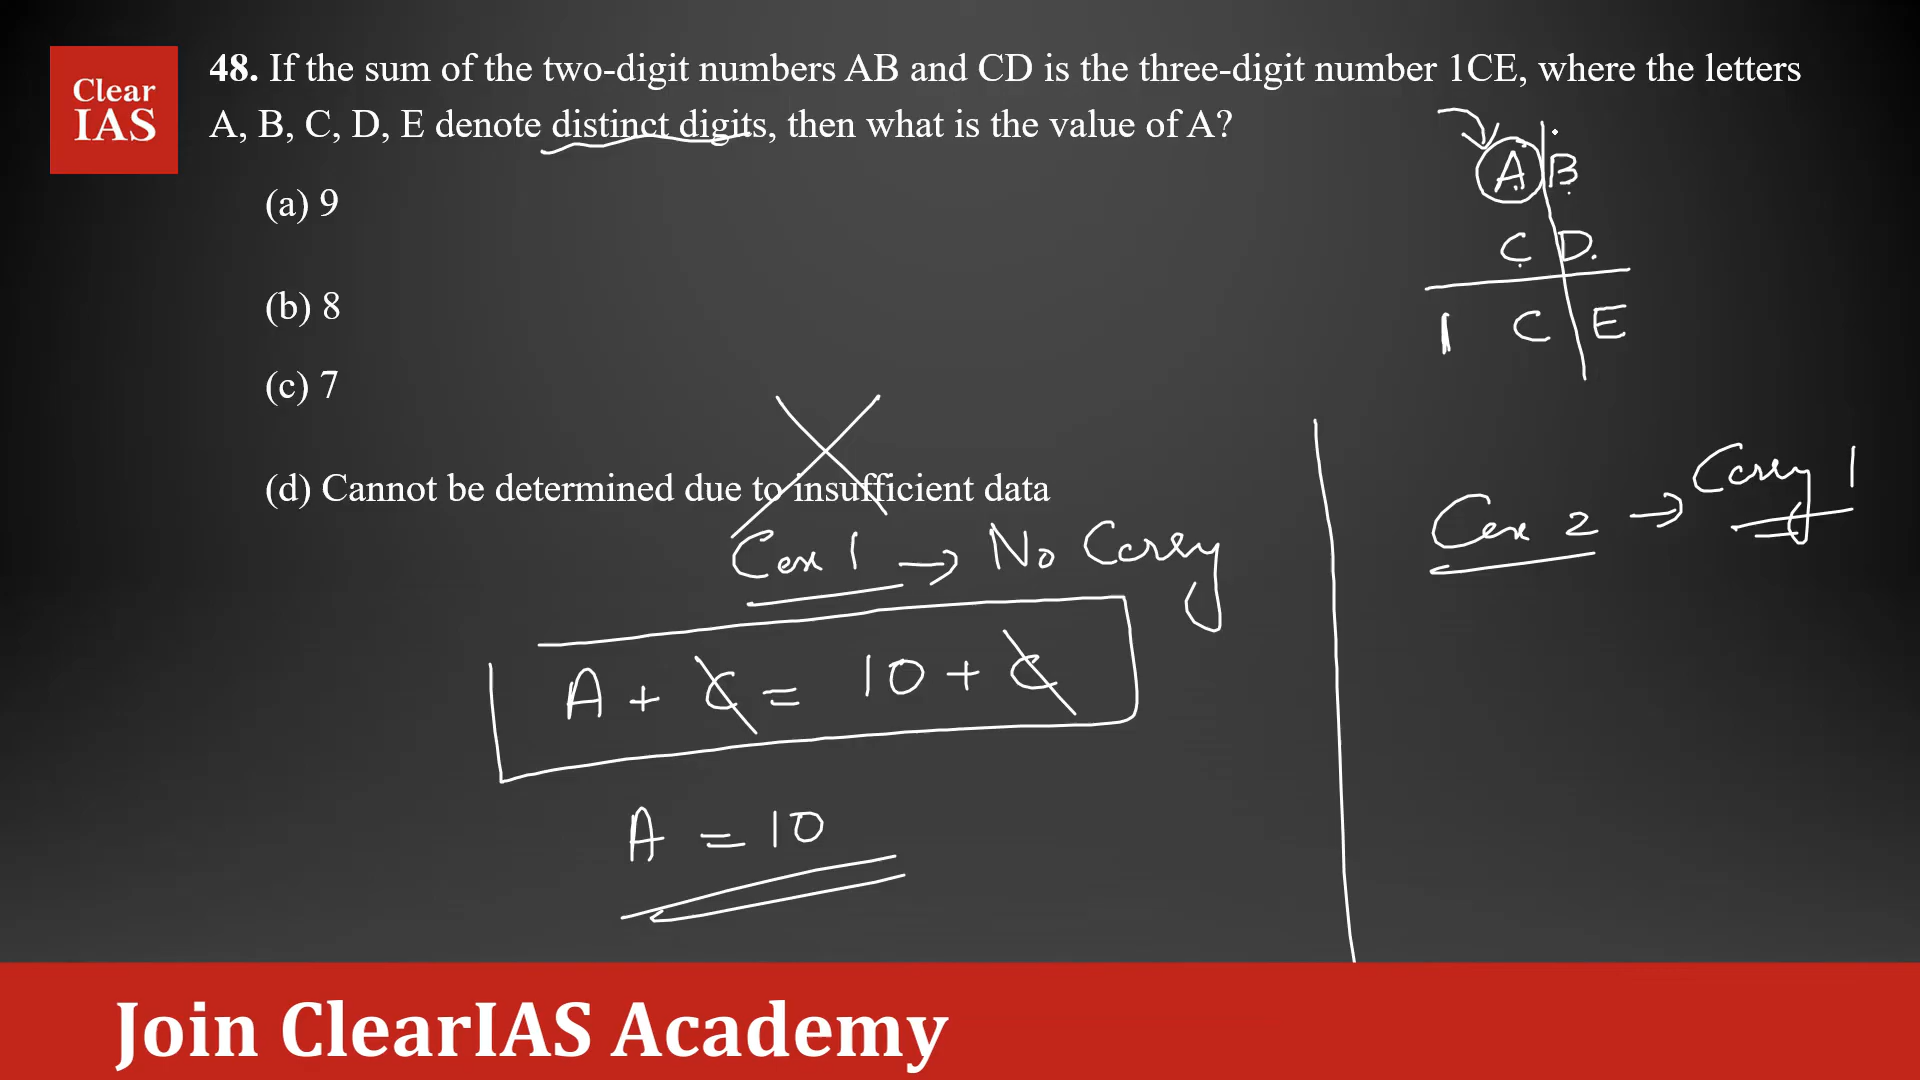 Clear
IAS
48. If the sum of the two-digit numbers AB and CD is the three-digit number 1CE, where the letters
A, B, C, D, E denote distinct digits, then what is the value of A?
(a) 9
(b) 8
(c) 7
(d) Cannot be determined due to insufficient data
A B
C D
1 C E
Case 1 → No Carry
A + C = 10 + C
A = 10
Case 2 → Carry 1
Join ClearIAS Academy